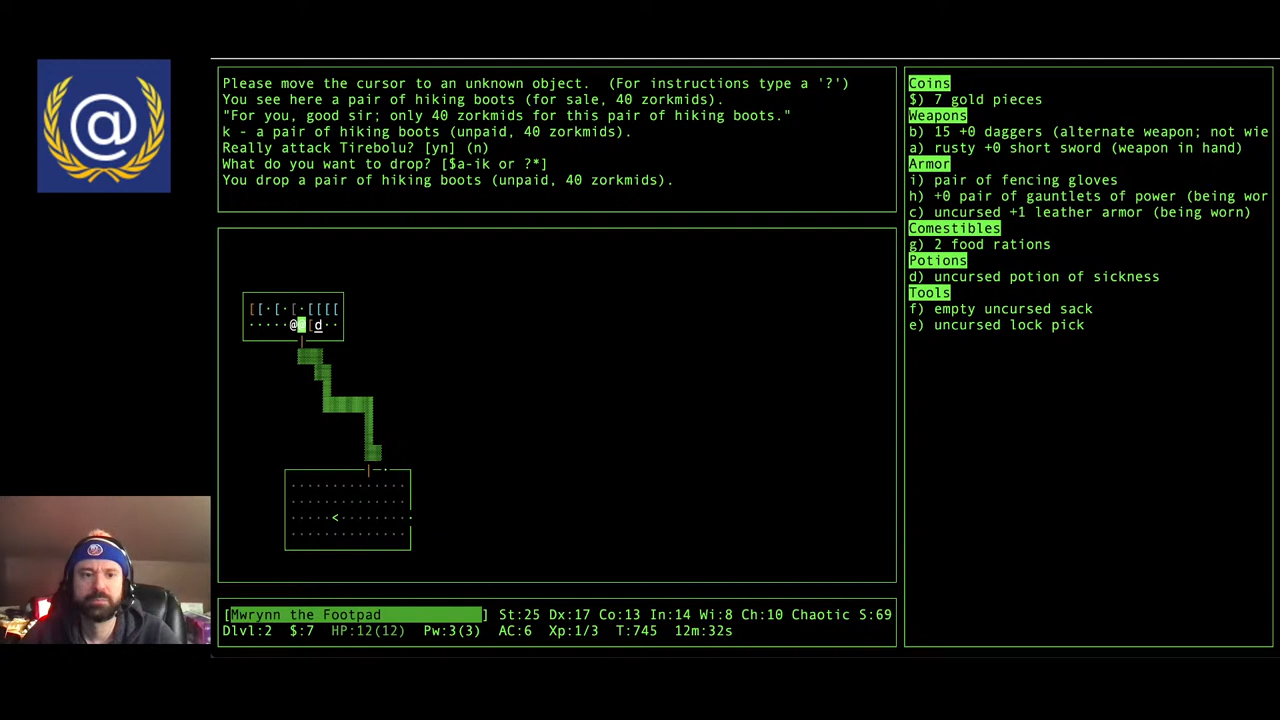 @
Please move the cursor to an unknown object.  (For instructions type a '?')
You see here a pair of hiking boots (for sale, 40 zorkmids).
"For you, good sir; only 40 zorkmids for this pair of hiking boots."
k - a pair of hiking boots (unpaid, 40 zorkmids).
Really attack Tirebolu? [yn] (n)
What do you want to drop? [$a-ik or ?*]
You drop a pair of hiking boots (unpaid, 40 zorkmids).
[[·[·[·[[[[
·····@@[d··
<
[Mwrynn the Footpad ] St:25 Dx:17 Co:13 In:14 Wi:8 Ch:10 Chaotic S:69
Dlvl:2 $:7 HP:12(12) Pw:3(3) AC:6 Xp:1/3 T:745 12m:32s
Coins
$) 7 gold pieces
Weapons
b) 15 +0 daggers (alternate weapon; not wie
a) rusty +0 short sword (weapon in hand)
Armor
i) pair of fencing gloves
h) +0 pair of gauntlets of power (being wor
c) uncursed +1 leather armor (being worn)
Comestibles
g) 2 food rations
Potions
d) uncursed potion of sickness
Tools
f) empty uncursed sack
e) uncursed lock pick